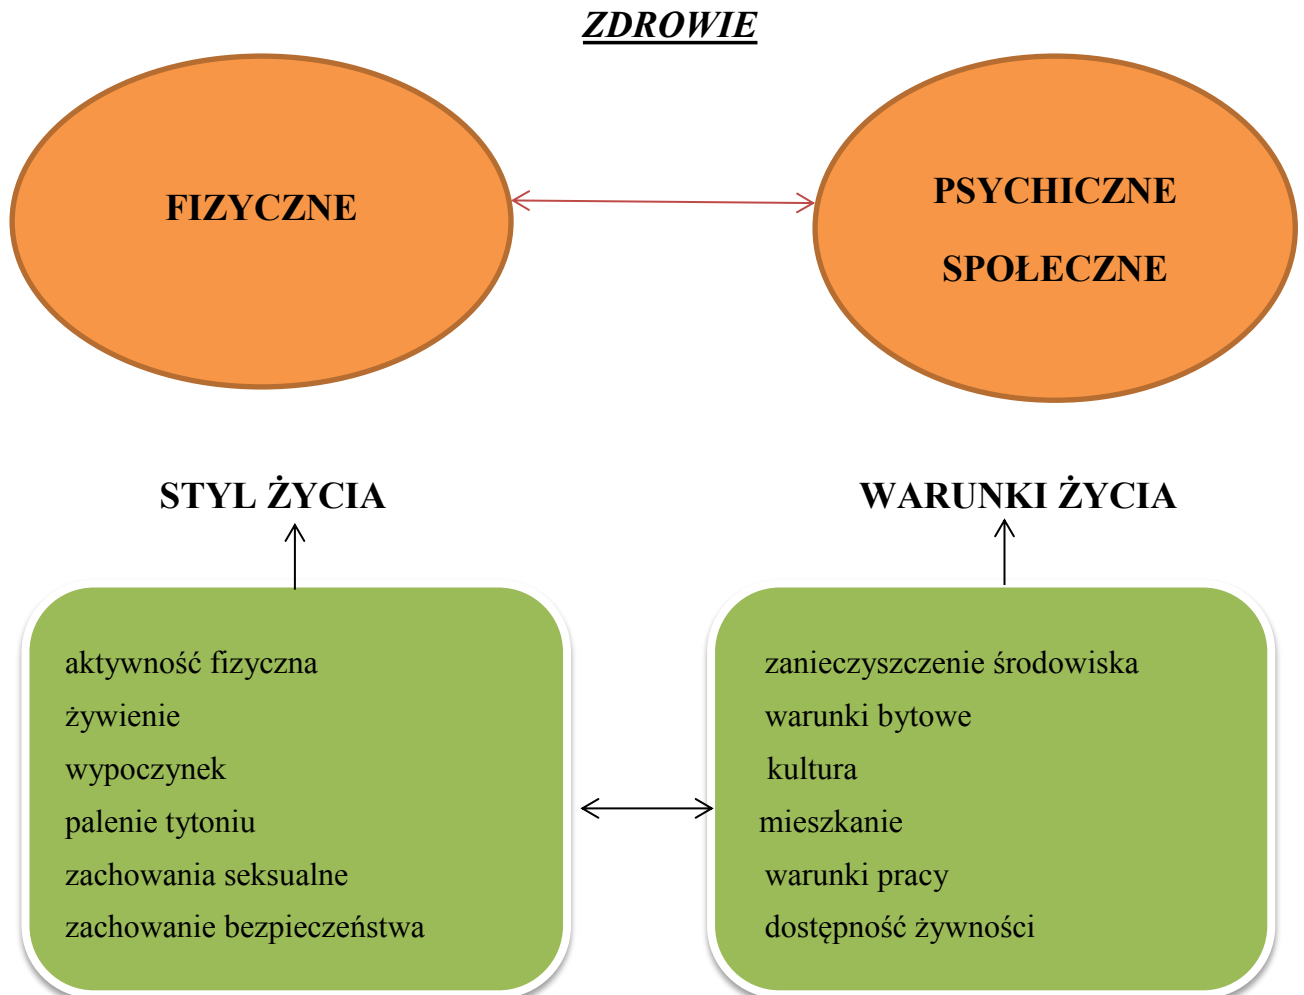 ZDROWIE
FIZYCZNE
PSYCHICZNE
SPOŁECZNE
STYL ŻYCIA
WARUNKI ŻYCIA
aktywność fizyczna
żywienie
wypoczynek
palenie tytoniu
zachowania seksualne
zachowanie bezpieczeństwa
zanieczyszczenie środowiska
warunki bytowe
kultura
mieszkanie
warunki pracy
dostępność żywności